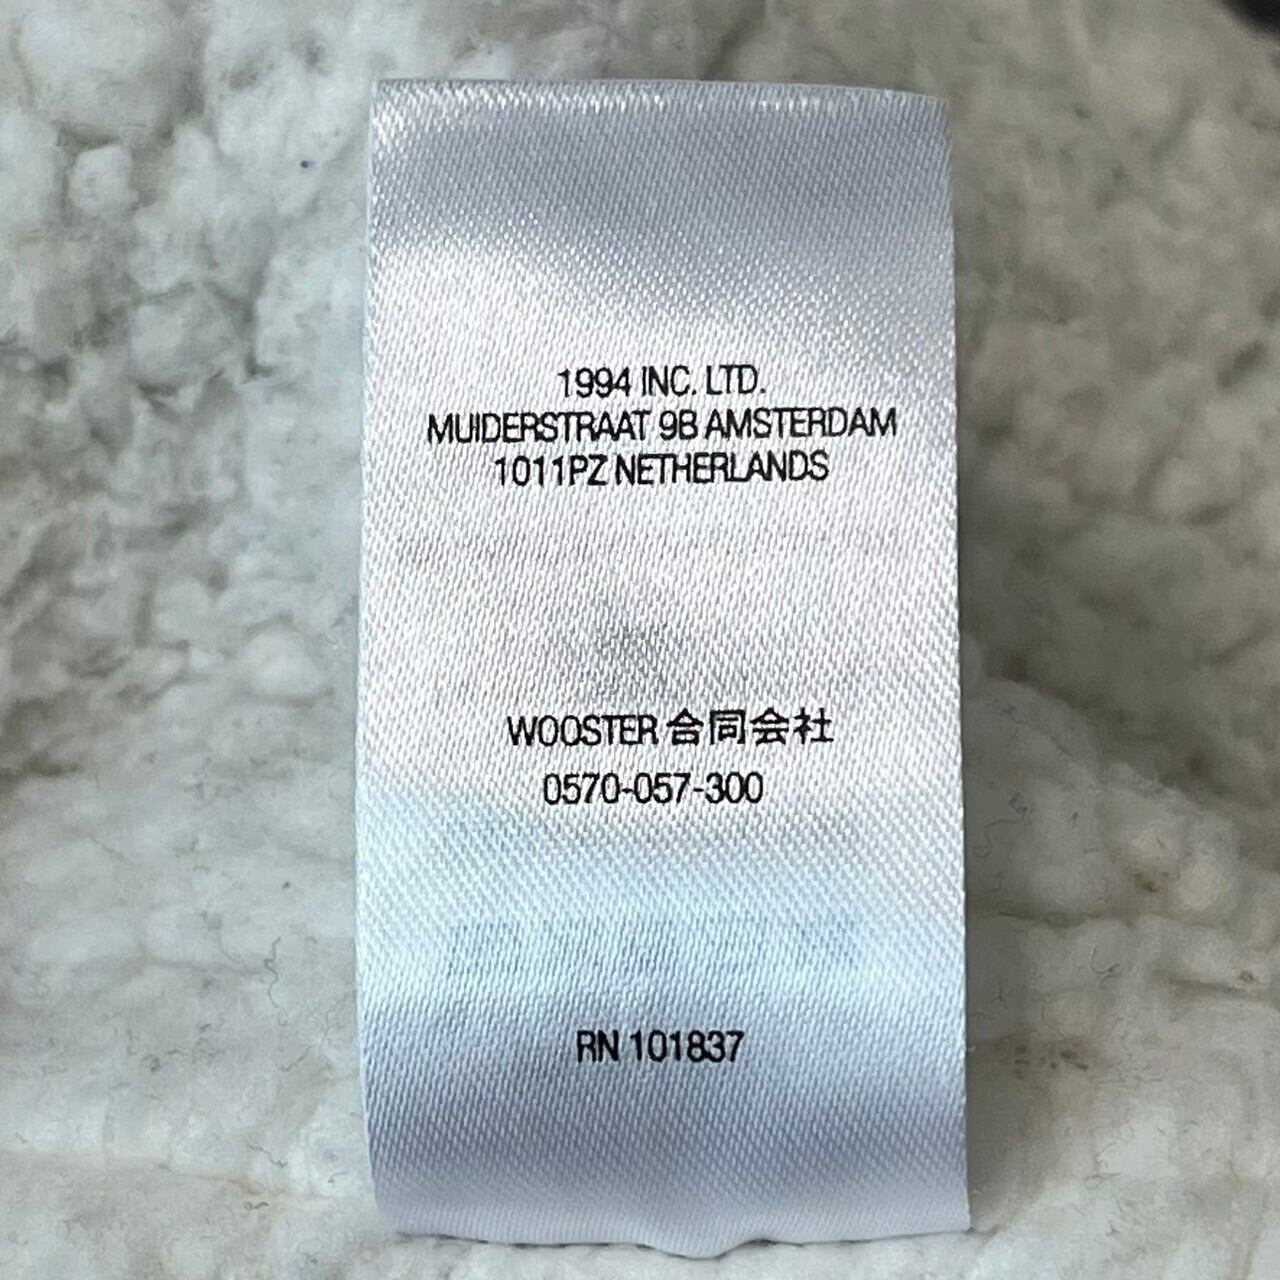 1994 INC. LTD.
MUIDERSTRAAT 9B AMSTERDAM
1011PZ NETHERLANDS
WOOSTER 合同会社
0570-057-300
RN 101837